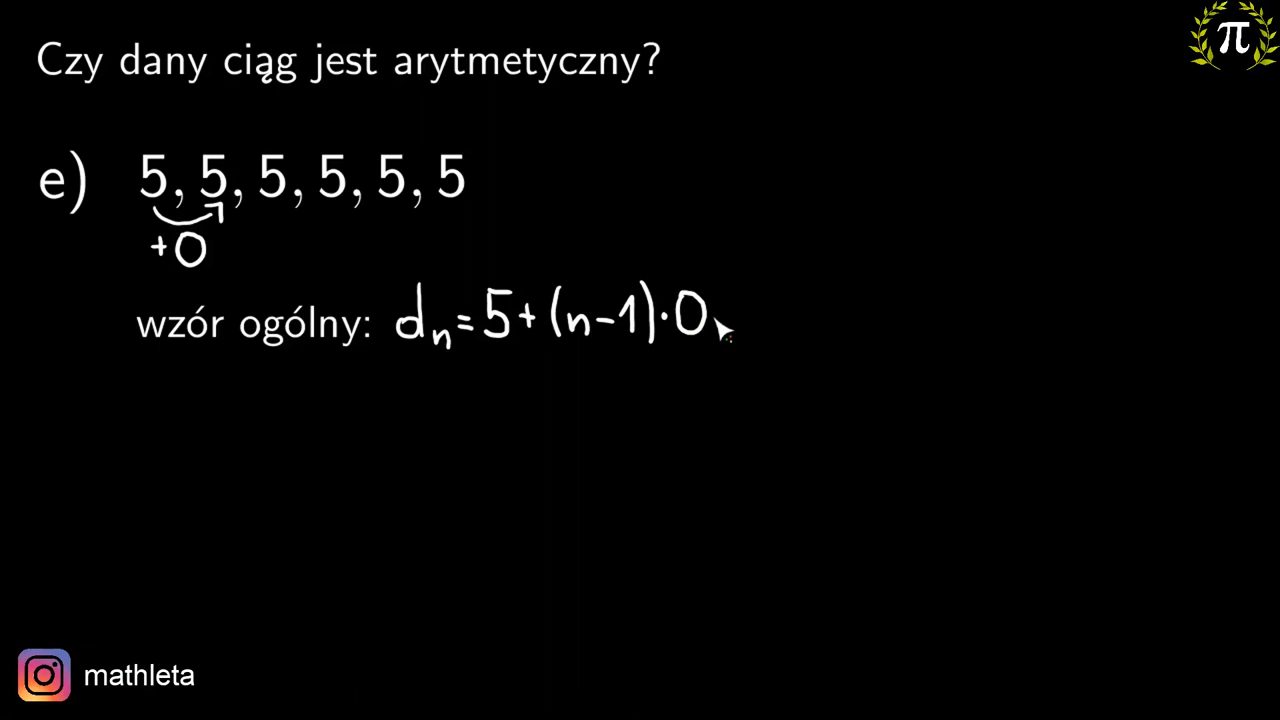 Czy dany ciąg jest arytmetyczny?
π
e) 5, 5, 5, 5, 5, 5
+0
wzór ogólny: dₙ=5+(n-1)·0
mathleta